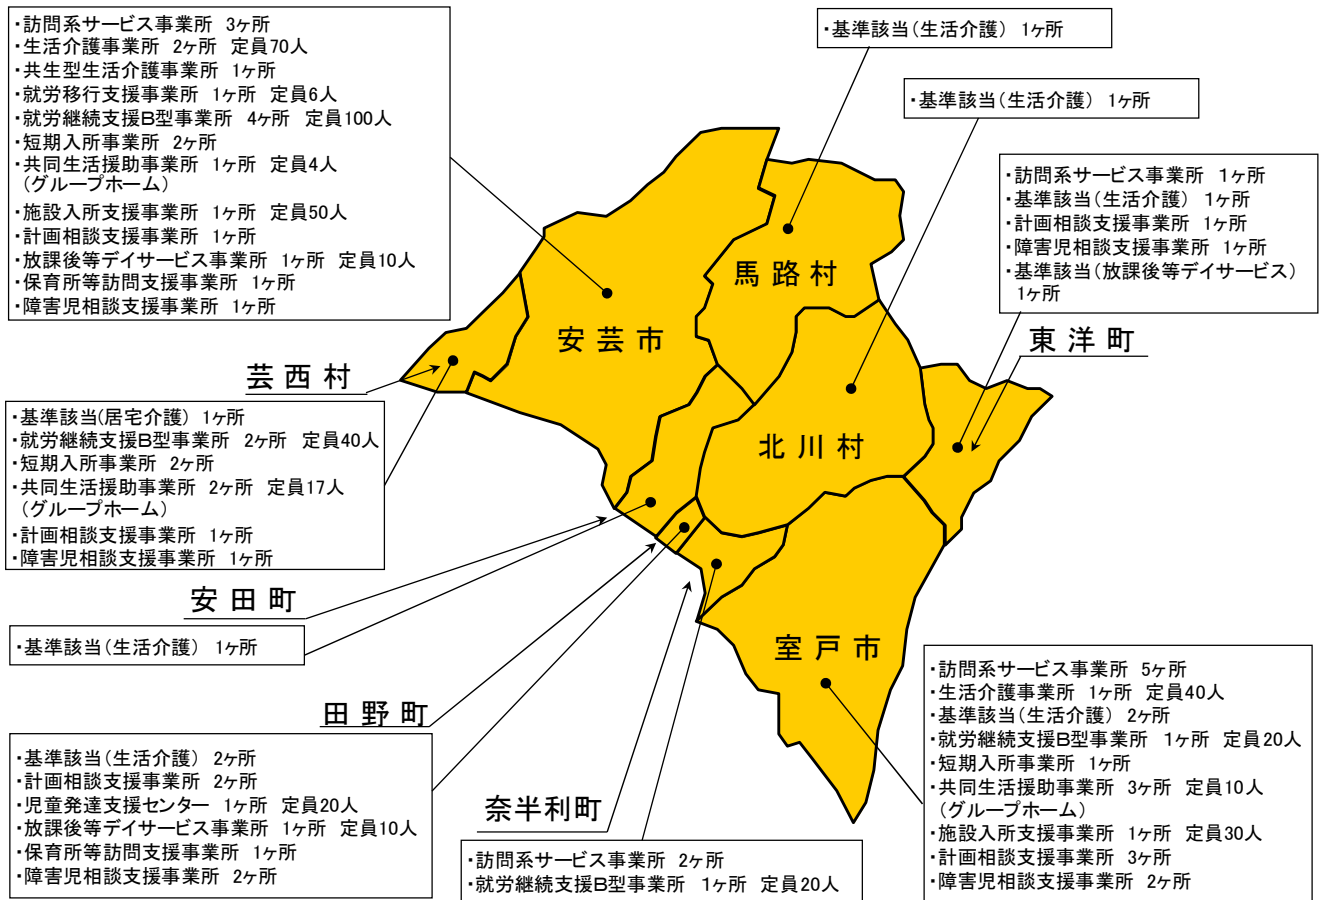 ・訪問系サービス事業所 3ヶ所
・生活介護事業所 2ヶ所 定員70人
・共生型生活介護事業所 1ヶ所
・就労移行支援事業所 1ヶ所 定員6人
・就労継続支援B型事業所 4ヶ所 定員100人
・短期入所事業所 2ヶ所
・共同生活援助事業所 1ヶ所 定員4人
(グループホーム)
・施設入所支援事業所 1ヶ所 定員50人
・計画相談支援事業所 1ヶ所
・放課後等デイサービス事業所 1ヶ所 定員10人
・保育所等訪問支援事業所 1ヶ所
・障害児相談支援事業所 1ヶ所
・基準該当(生活介護) 1ヶ所
・基準該当(生活介護) 1ヶ所
・訪問系サービス事業所 1ヶ所
・基準該当(生活介護) 1ヶ所
・計画相談支援事業所 1ヶ所
・障害児相談支援事業所 1ヶ所
・基準該当(放課後等デイサービス)
1ヶ所
馬路村
安芸市
東洋町
芸西村
北川村
・基準該当(居宅介護) 1ヶ所
・就労継続支援B型事業所 2ヶ所 定員40人
・短期入所事業所 2ヶ所
・共同生活援助事業所 2ヶ所 定員17人
(グループホーム)
・計画相談支援事業所 1ヶ所
・障害児相談支援事業所 1ヶ所
安田町
・基準該当(生活介護) 1ヶ所
室戸市
田野町
・基準該当(生活介護) 2ヶ所
・計画相談支援事業所 2ヶ所
・児童発達支援センター 1ヶ所 定員20人
・放課後等デイサービス事業所 1ヶ所 定員10人
・保育所等訪問支援事業所 1ヶ所
・障害児相談支援事業所 2ヶ所
奈半利町
・訪問系サービス事業所 2ヶ所
・就労継続支援B型事業所 1ヶ所 定員20人
・訪問系サービス事業所 5ヶ所
・生活介護事業所 1ヶ所 定員40人
・基準該当(生活介護) 2ヶ所
・就労継続支援B型事業所 1ヶ所 定員20人
・短期入所事業所 1ヶ所
・共同生活援助事業所 3ヶ所 定員10人
(グループホーム)
・施設入所支援事業所 1ヶ所 定員30人
・計画相談支援事業所 3ヶ所
・障害児相談支援事業所 2ヶ所